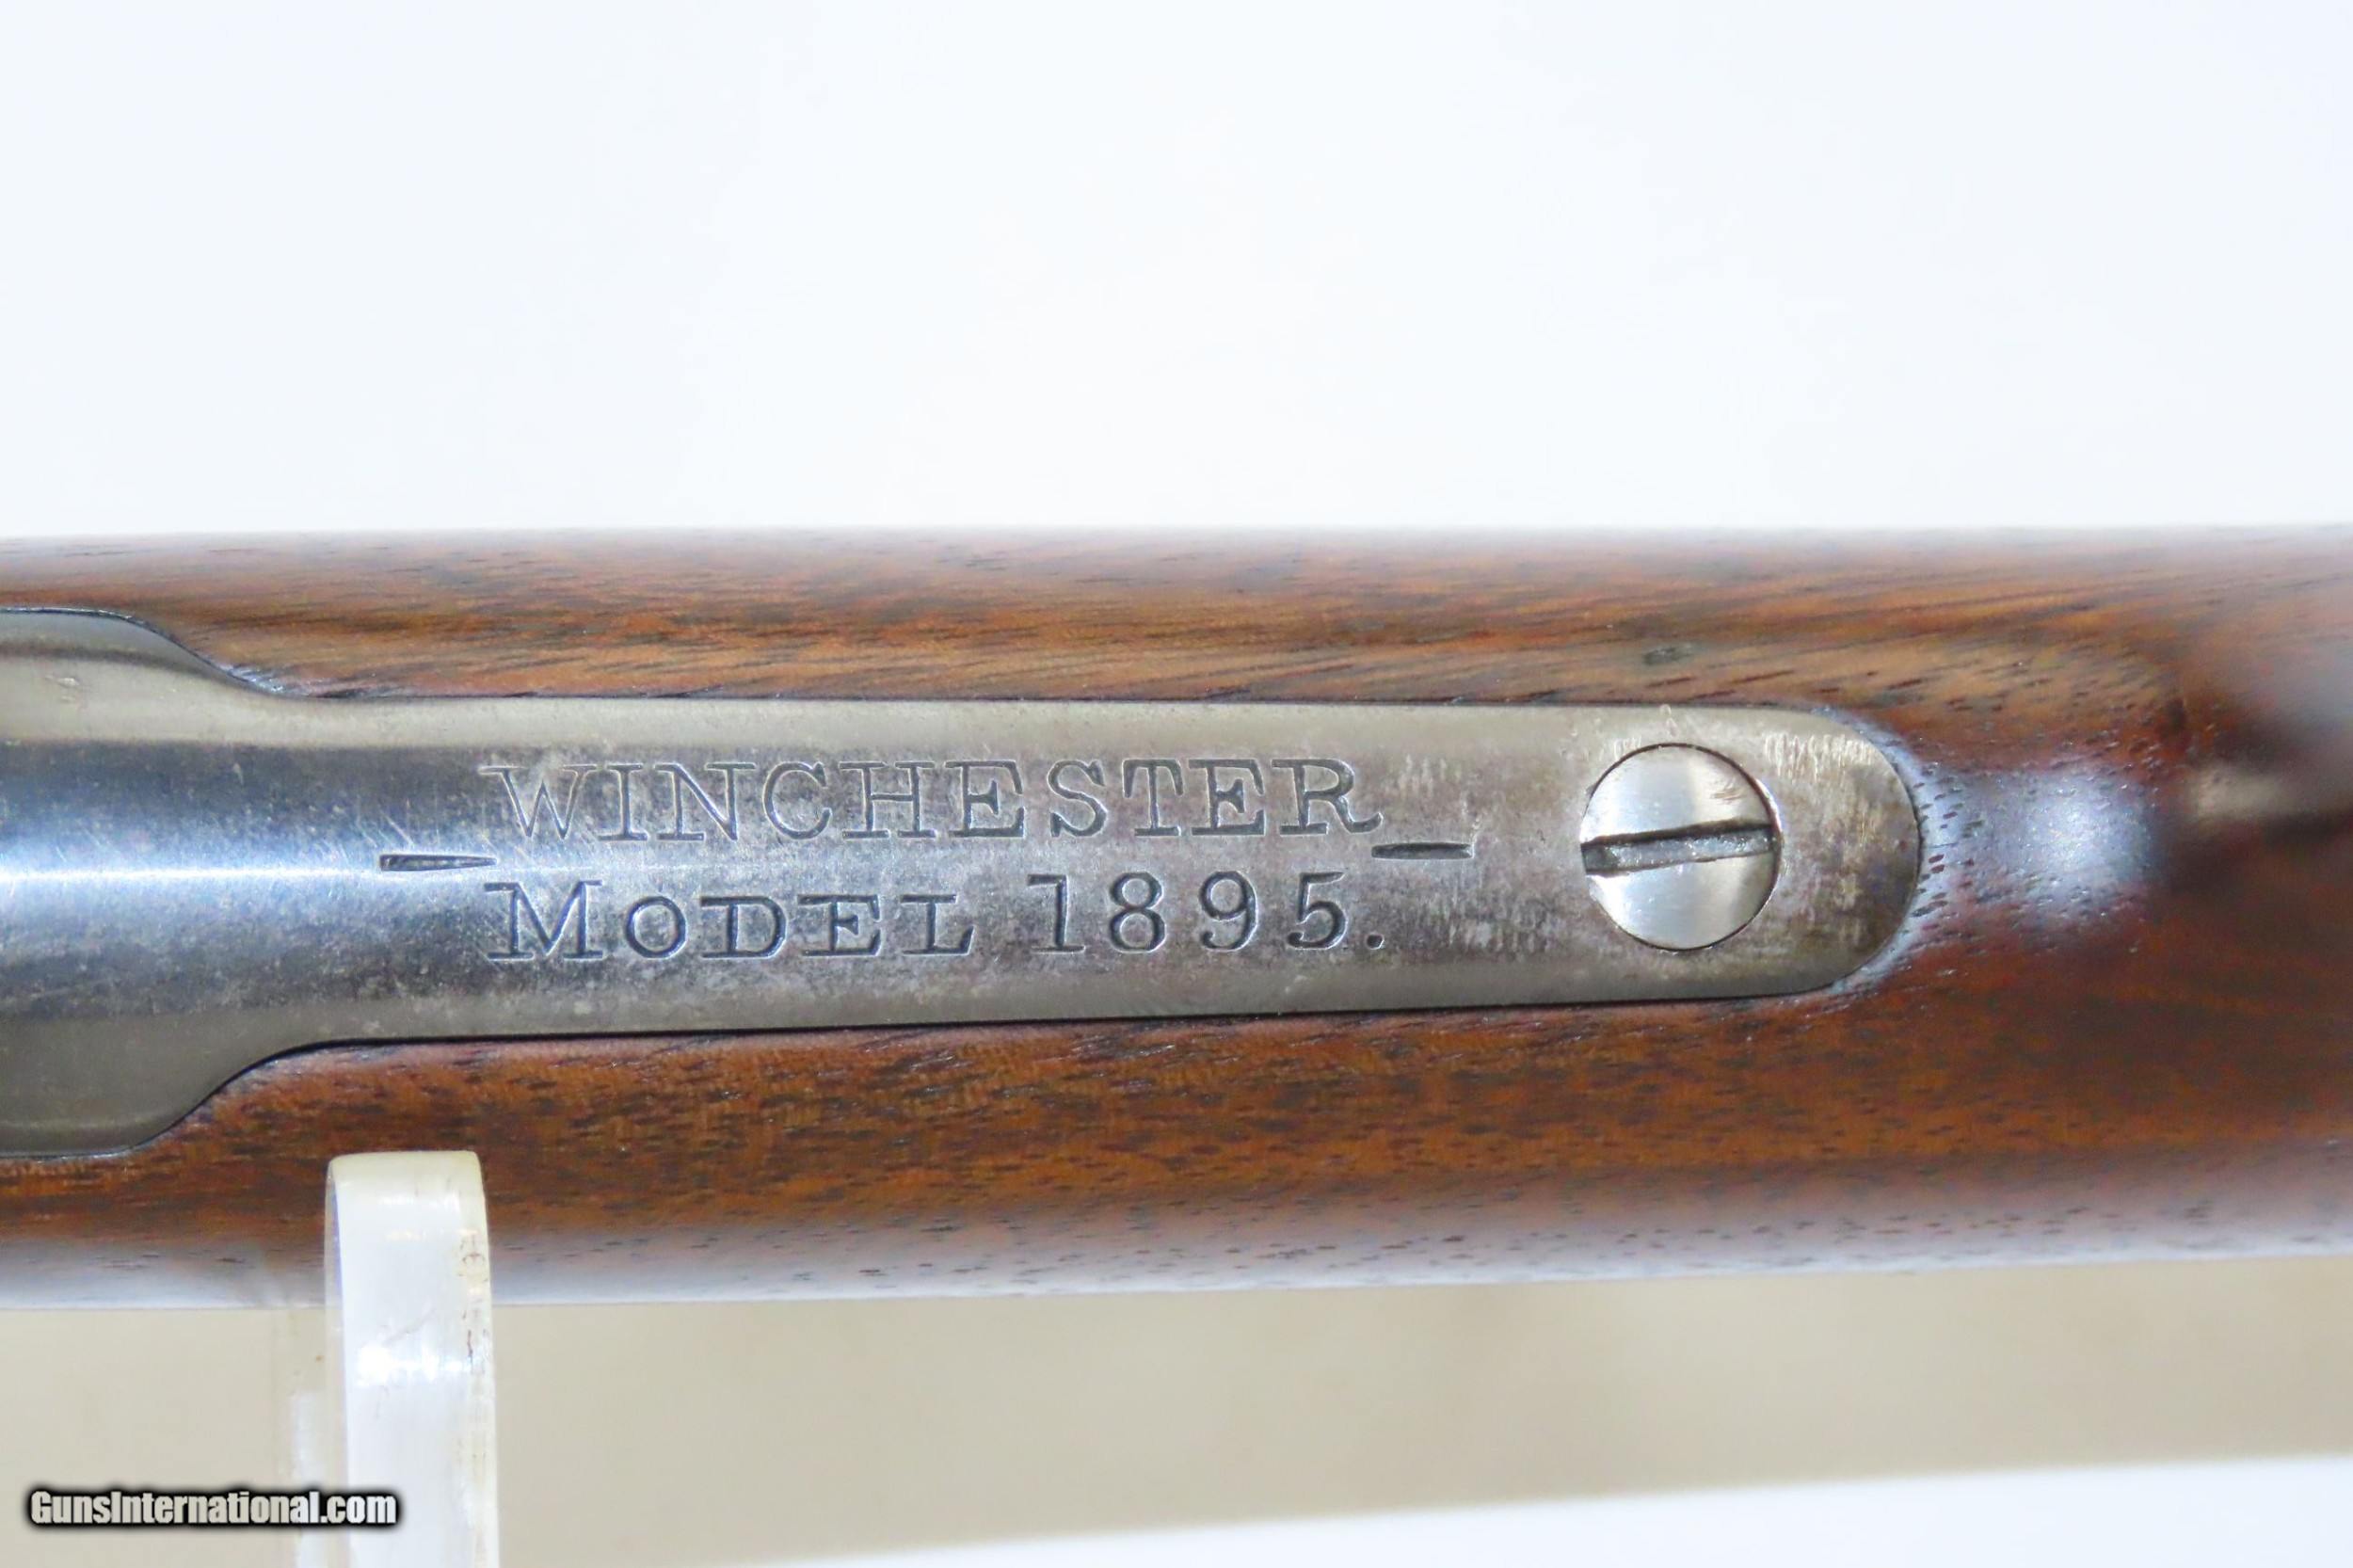 WINCHESTER
— MODEL 1895. —
GunsInternational.com